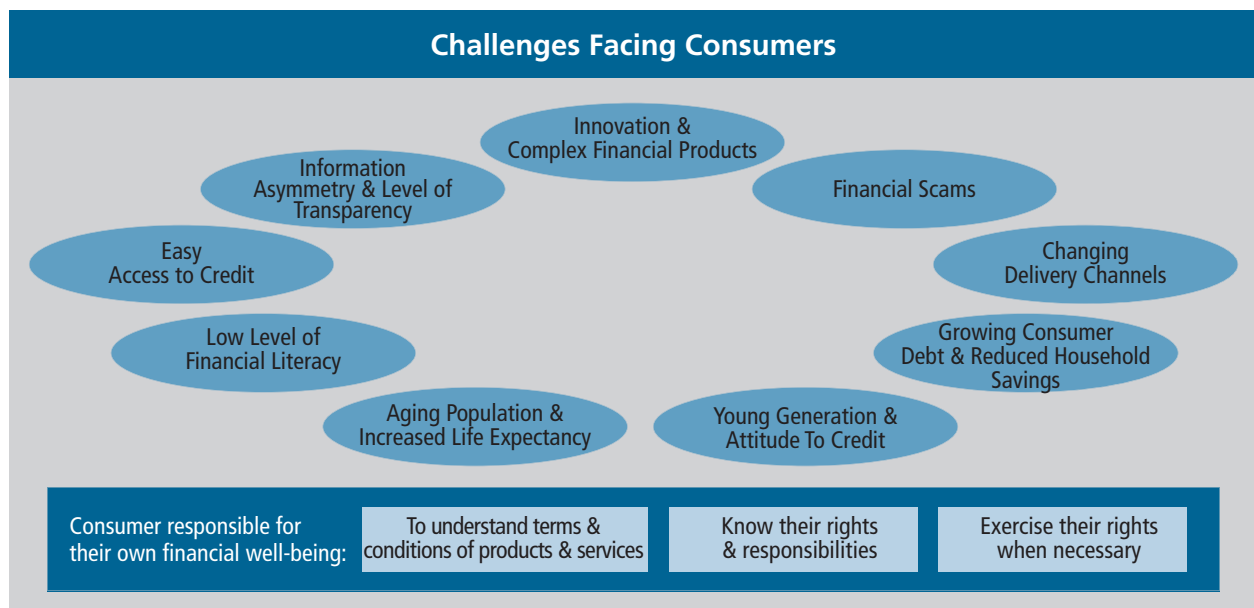 Challenges Facing Consumers
Innovation &
Complex Financial Products
Information
Asymmetry & Level of
Transparency
Financial Scams
Easy
Access to Credit
Changing
Delivery Channels
Low Level of
Financial Literacy
Growing Consumer
Debt & Reduced Household
Savings
Aging Population &
Increased Life Expectancy
Young Generation &
Attitude To Credit
Consumer responsible for
their own financial well-being:
To understand terms &
conditions of products & services
Know their rights
& responsibilities
Exercise their rights
when necessary